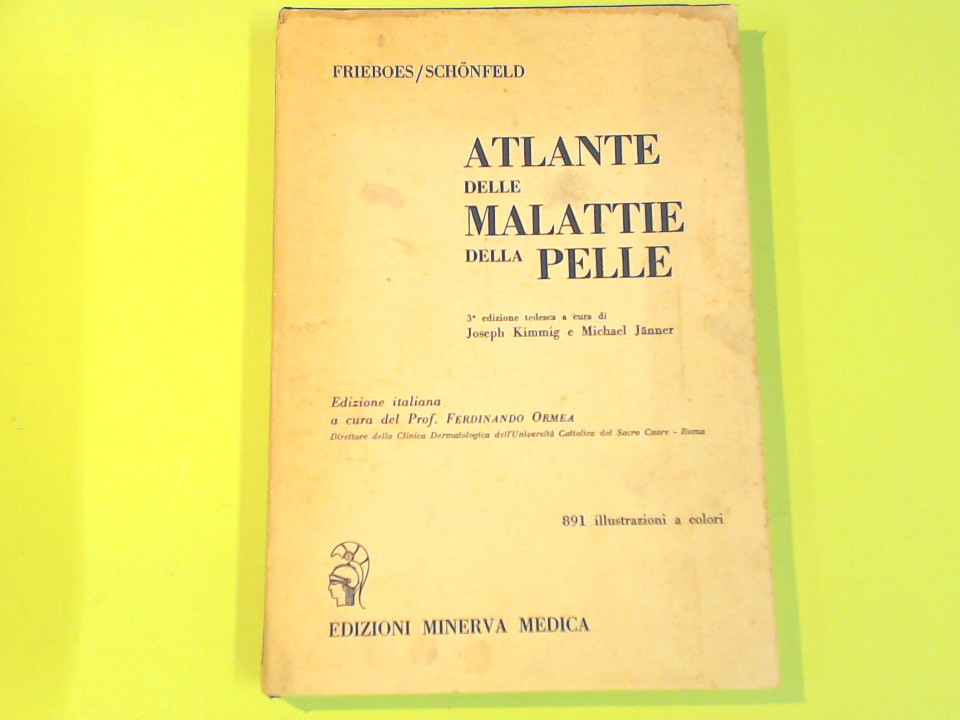 FRIEBOES/SCHÖNFELD
ATLANTE
DELLE
MALATTIE
DELLA PELLE
3ª edizione tedesca a cura di
Joseph Kimmig e Michael Jänner
Edizione italiana
a cura del Prof. FERDINANDO ORMEA
Direttore della Clinica Dermatologica dell'Università Cattolica del Sacro Cuore - Roma
891 illustrazioni a colori
EDIZIONI MINERVA MEDICA